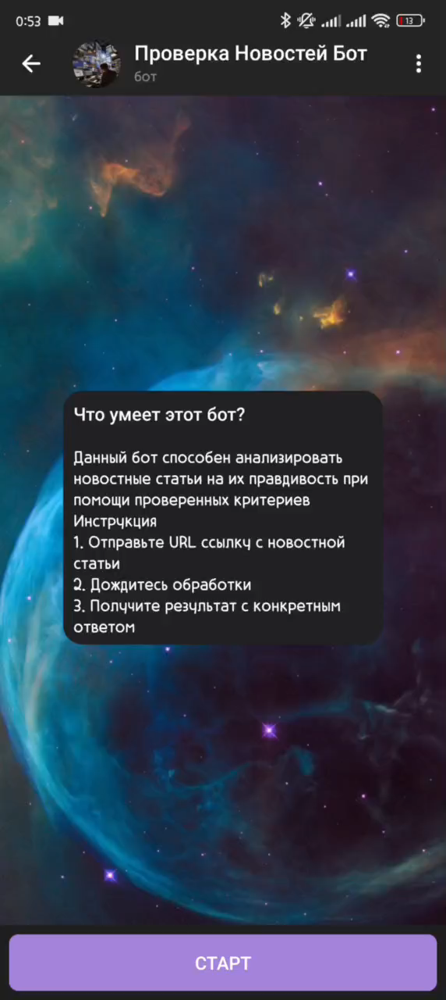 0:53
13
Проверка Новостей Бот
бот
Что умеет этот бот?
Данный бот способен анализировать
новостные статьи на их правдивость при
помощи проверенных критериев
Инструкция
1. Отправьте URL ссылку с новостной
статьи
2. Дождитесь обработки
3. Получите результат с конкретным
ответом
СТАРТ